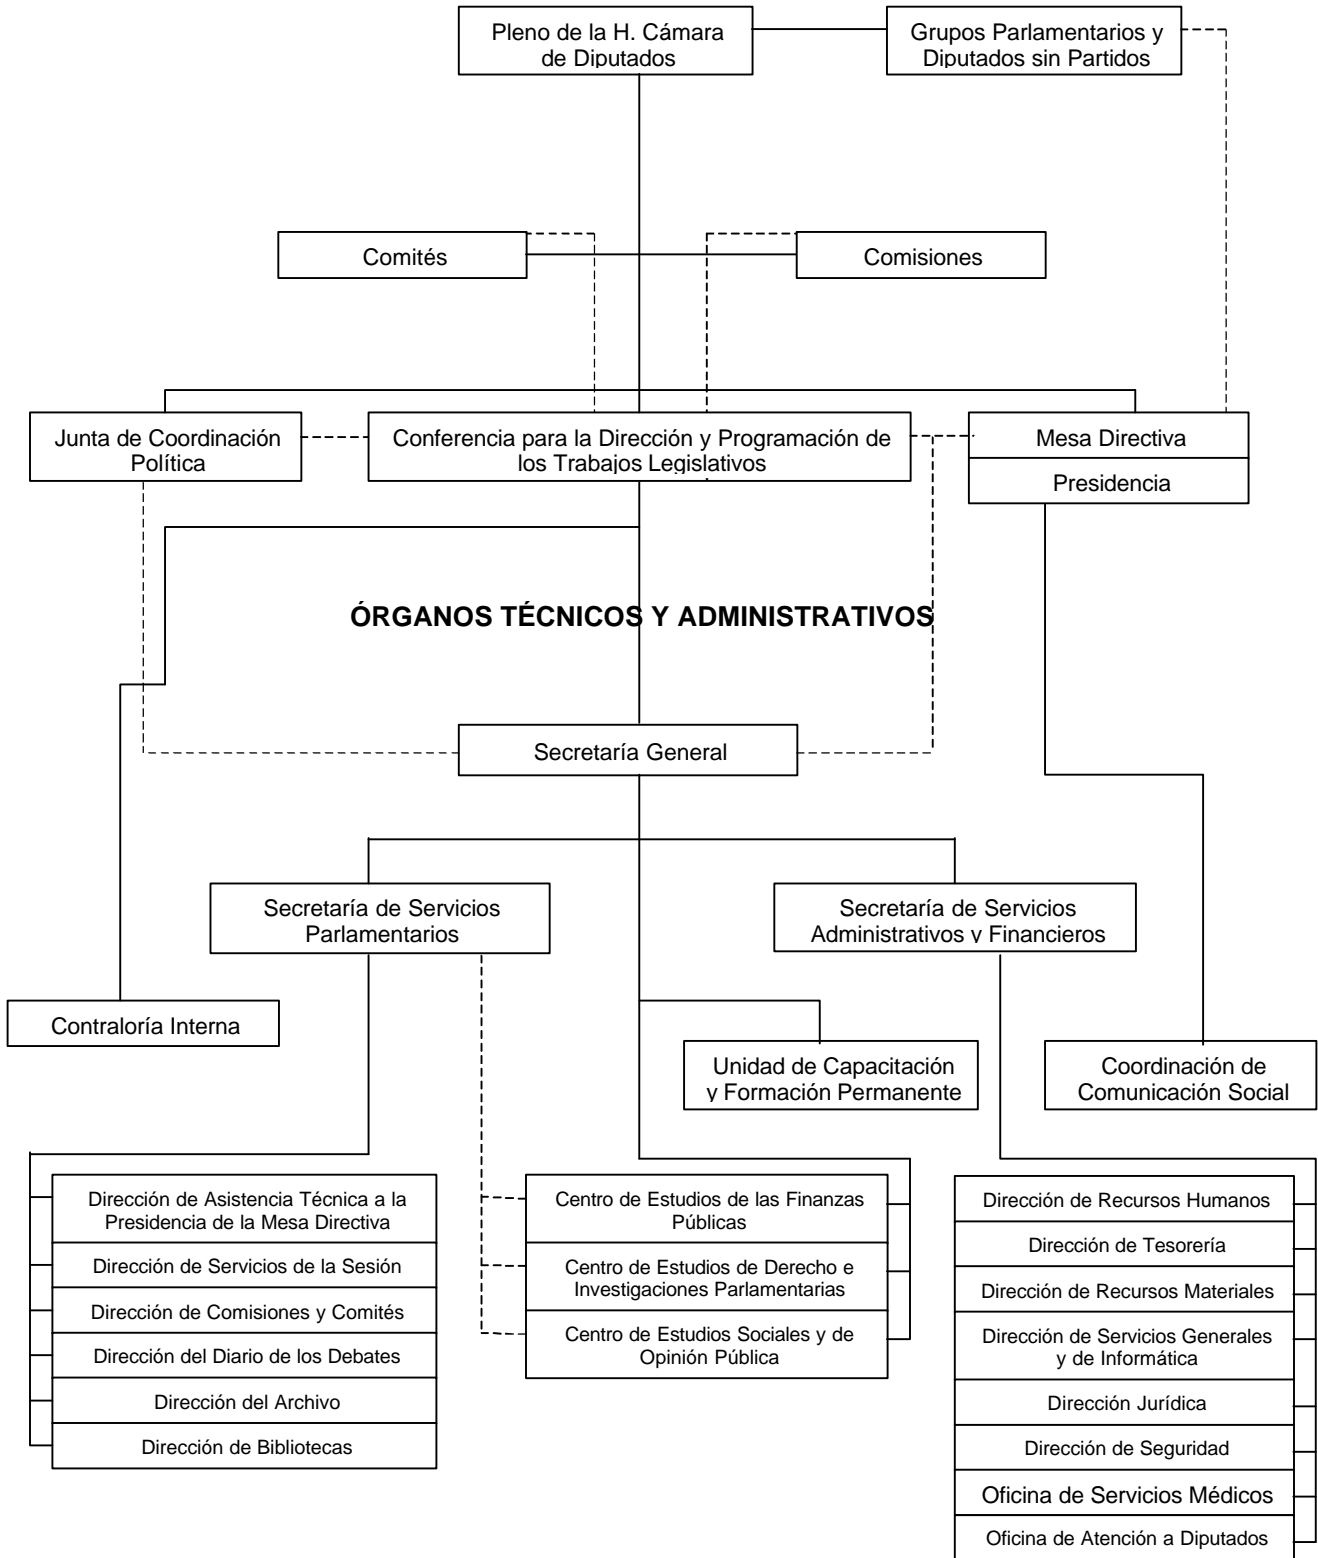 Pleno de la H. Cámara
de Diputados
Grupos Parlamentarios y
Diputados sin Partidos
Comités
Comisiones
Junta de Coordinación
Política
Conferencia para la Dirección y Programación de
los Trabajos Legislativos
Mesa Directiva
Presidencia
ÓRGANOS TÉCNICOS Y ADMINISTRATIVOS
Secretaría General
Secretaría de Servicios
Parlamentarios
Secretaría de Servicios
Administrativos y Financieros
Contraloría Interna
Unidad de Capacitación
y Formación Permanente
Coordinación de
Comunicación Social
Dirección de Asistencia Técnica a la
Presidencia de la Mesa Directiva
Dirección de Servicios de la Sesión
Dirección de Comisiones y Comités
Dirección del Diario de los Debates
Dirección del Archivo
Dirección de Bibliotecas
Centro de Estudios de las Finanzas
Públicas
Centro de Estudios de Derecho e
Investigaciones Parlamentarias
Centro de Estudios Sociales y de
Opinión Pública
Dirección de Recursos Humanos
Dirección de Tesorería
Dirección de Recursos Materiales
Dirección de Servicios Generales
y de Informática
Dirección Jurídica
Dirección de Seguridad
Oficina de Servicios Médicos
Oficina de Atención a Diputados